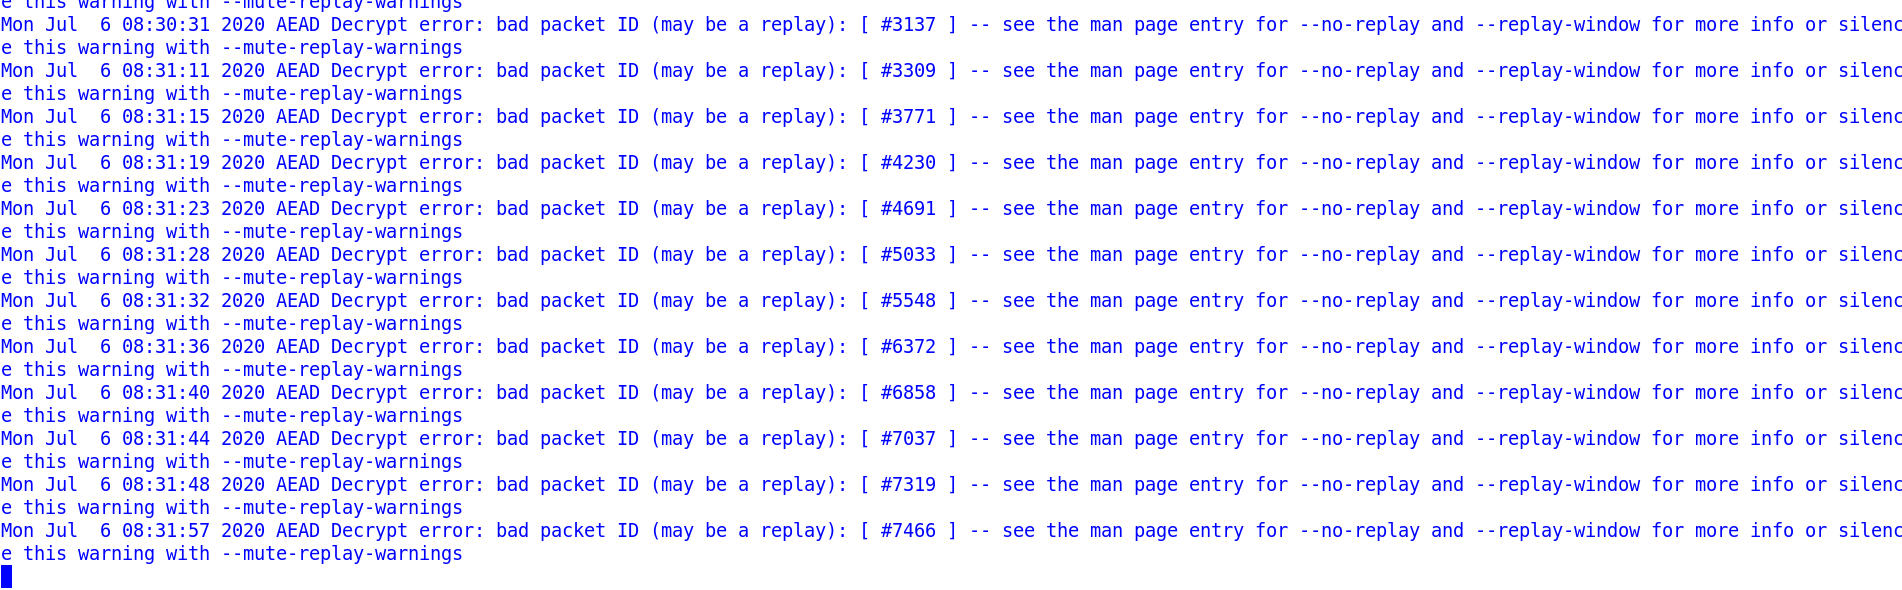 e this warning with --mute-replay-warnings
Mon Jul  6 08:30:31 2020 AEAD Decrypt error: bad packet ID (may be a replay): [ #3137 ] -- see the man page entry for --no-replay and --replay-window for more info or silenc
e this warning with --mute-replay-warnings
Mon Jul  6 08:31:11 2020 AEAD Decrypt error: bad packet ID (may be a replay): [ #3309 ] -- see the man page entry for --no-replay and --replay-window for more info or silenc
e this warning with --mute-replay-warnings
Mon Jul  6 08:31:15 2020 AEAD Decrypt error: bad packet ID (may be a replay): [ #3771 ] -- see the man page entry for --no-replay and --replay-window for more info or silenc
e this warning with --mute-replay-warnings
Mon Jul  6 08:31:19 2020 AEAD Decrypt error: bad packet ID (may be a replay): [ #4230 ] -- see the man page entry for --no-replay and --replay-window for more info or silenc
e this warning with --mute-replay-warnings
Mon Jul  6 08:31:23 2020 AEAD Decrypt error: bad packet ID (may be a replay): [ #4691 ] -- see the man page entry for --no-replay and --replay-window for more info or silenc
e this warning with --mute-replay-warnings
Mon Jul  6 08:31:28 2020 AEAD Decrypt error: bad packet ID (may be a replay): [ #5033 ] -- see the man page entry for --no-replay and --replay-window for more info or silenc
e this warning with --mute-replay-warnings
Mon Jul  6 08:31:32 2020 AEAD Decrypt error: bad packet ID (may be a replay): [ #5548 ] -- see the man page entry for --no-replay and --replay-window for more info or silenc
e this warning with --mute-replay-warnings
Mon Jul  6 08:31:36 2020 AEAD Decrypt error: bad packet ID (may be a replay): [ #6372 ] -- see the man page entry for --no-replay and --replay-window for more info or silenc
e this warning with --mute-replay-warnings
Mon Jul  6 08:31:40 2020 AEAD Decrypt error: bad packet ID (may be a replay): [ #6858 ] -- see the man page entry for --no-replay and --replay-window for more info or silenc
e this warning with --mute-replay-warnings
Mon Jul  6 08:31:44 2020 AEAD Decrypt error: bad packet ID (may be a replay): [ #7037 ] -- see the man page entry for --no-replay and --replay-window for more info or silenc
e this warning with --mute-replay-warnings
Mon Jul  6 08:31:48 2020 AEAD Decrypt error: bad packet ID (may be a replay): [ #7319 ] -- see the man page entry for --no-replay and --replay-window for more info or silenc
e this warning with --mute-replay-warnings
Mon Jul  6 08:31:57 2020 AEAD Decrypt error: bad packet ID (may be a replay): [ #7466 ] -- see the man page entry for --no-replay and --replay-window for more info or silenc
e this warning with --mute-replay-warnings